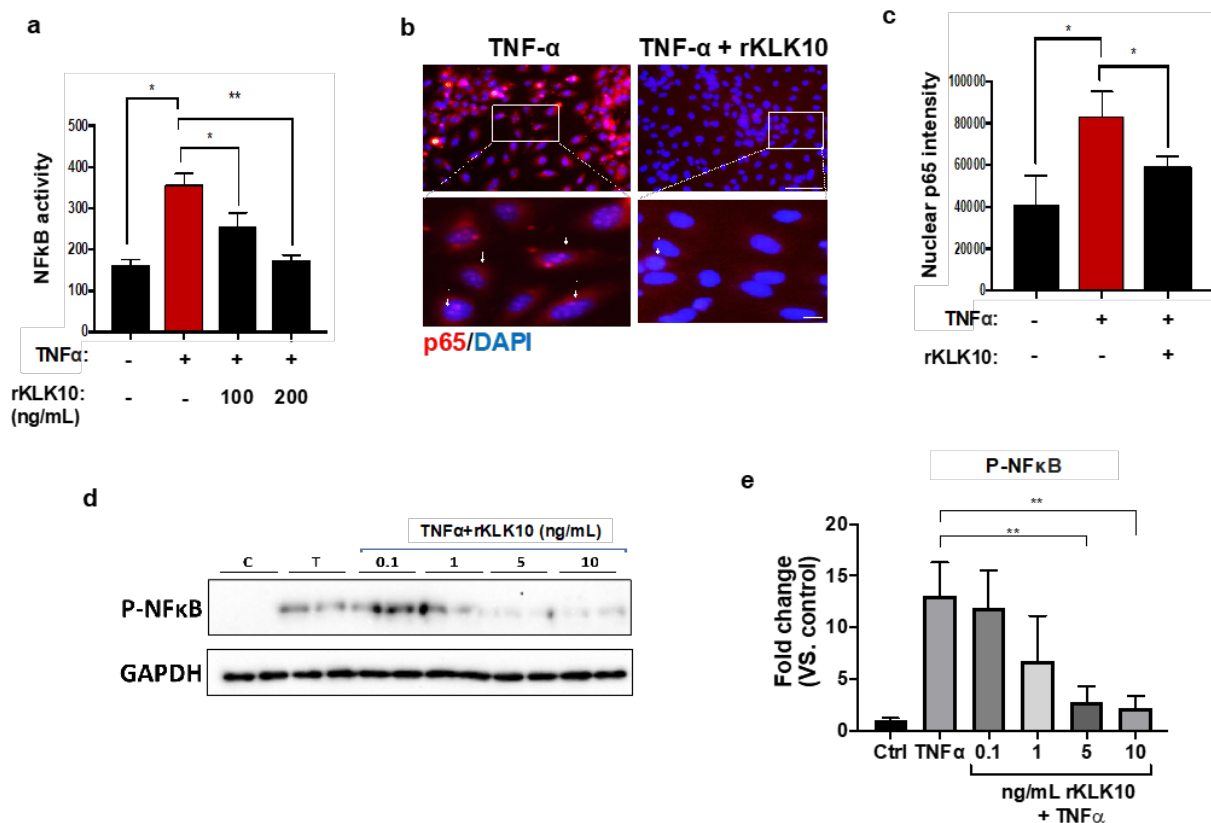 a
*
**
*
500
400
300
200
100
0
NFκB activity
TNFα: - + + +
rKLK10: - - 100 200
(ng/mL)
b
TNF-α TNF-α + rKLK10
p65/DAPI
c
*
*
100000
80000
60000
40000
20000
0
Nuclear p65 intensity
TNFα: - + +
rKLK10: - - +
d
TNFα+rKLK10 (ng/mL)
C T 0.1 1 5 10
P-NFκB
GAPDH
e
P-NFκB
**
**
20
15
10
5
0
Fold change
(VS. control)
Ctrl TNFα 0.1 1 5 10
ng/mL rKLK10
+ TNFα